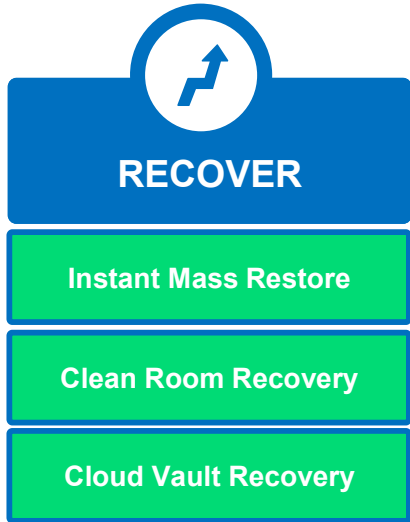 RECOVER
Instant Mass Restore
Clean Room Recovery
Cloud Vault Recovery